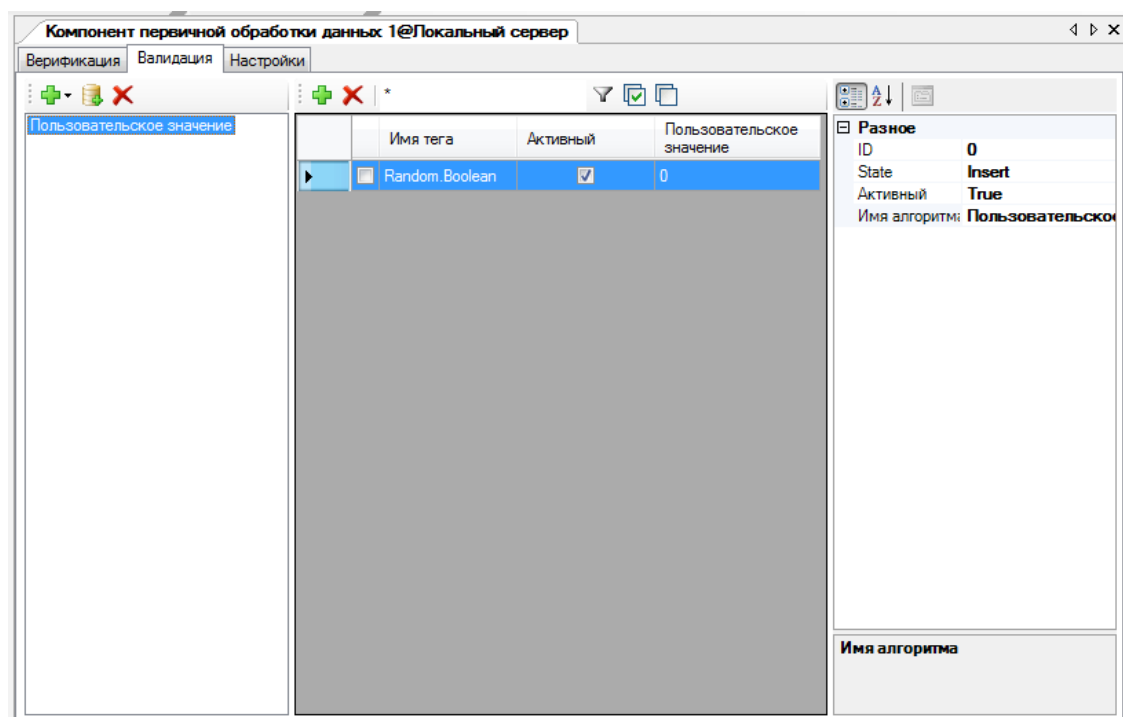 Компонент первичной обработки данных 1@Локальный сервер
Верификация Валидация Настройки
*
Пользовательское значение
Имя тега Активный Пользовательское
значение
Random.Boolean 0
Разное
ID 0
State Insert
Активный True
Имя алгоритма Пользовательско
Имя алгоритма